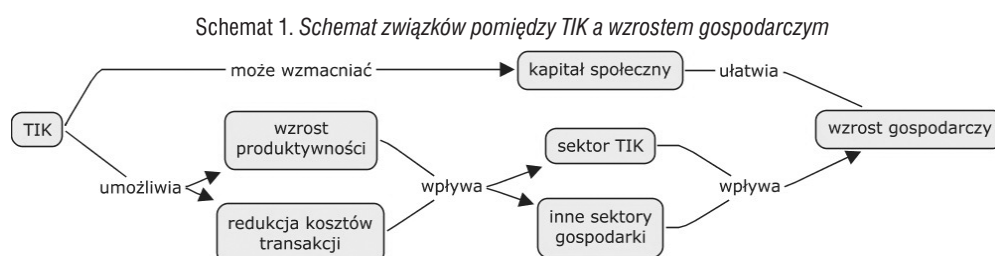 Schemat 1. Schemat związków pomiędzy TIK a wzrostem gospodarczym
może wzmacniać
kapitał społeczny
ułatwia
TIK
wzrost
produktywności
sektor TIK
wzrost gospodarczy
umożliwia
wpływa
wpływa
redukcja kosztów
transakcji
inne sektory
gospodarki